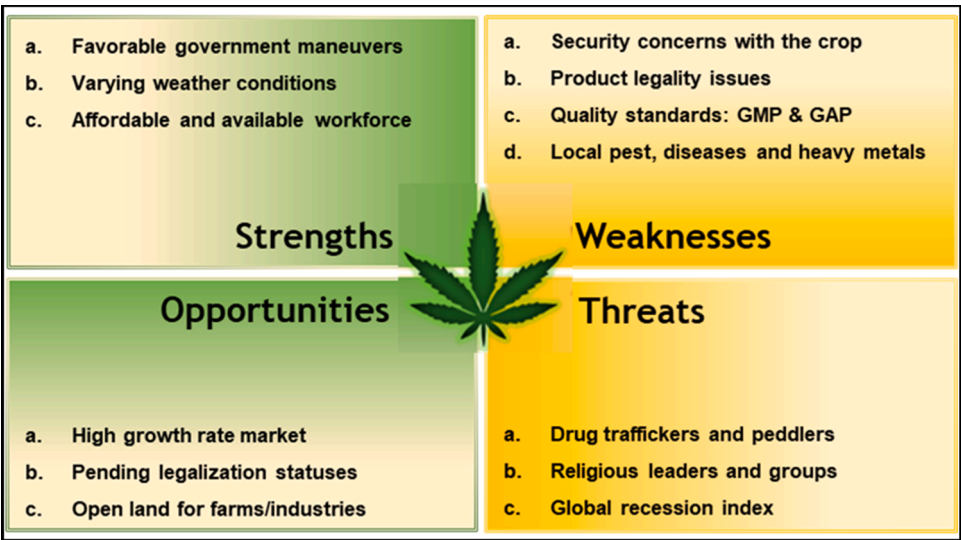 a. Favorable government maneuvers
b. Varying weather conditions
c. Affordable and available workforce
Strengths
a. Security concerns with the crop
b. Product legality issues
c. Quality standards: GMP & GAP
d. Local pest, diseases and heavy metals
Weaknesses
Opportunities
a. High growth rate market
b. Pending legalization statuses
c. Open land for farms/industries
Threats
a. Drug traffickers and peddlers
b. Religious leaders and groups
c. Global recession index